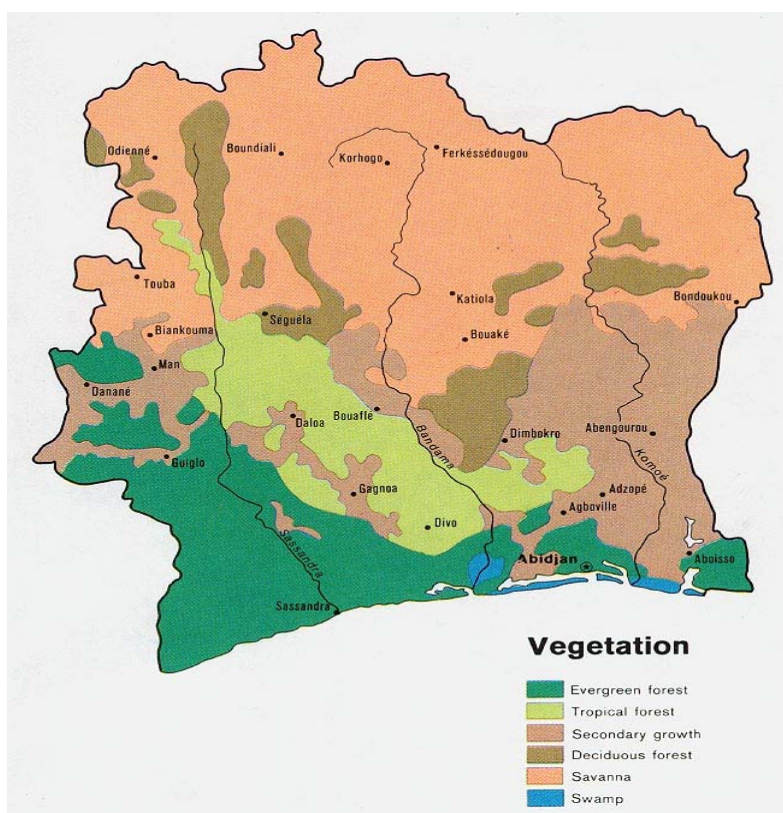 Odienné
Boundiali
Korhogo
Ferkéssédougou
Touba
Katiola
Bondoukou
Séguéla
Biankouma
Bouaké
Man
Danané
Daloa
Bouaflé
Bandama
Dimbokro
Abengourou
Komoé
Guiglo
Gagnoa
Adzopé
Agboville
Divo
Sassandra
Abidjan
Aboisso
Sassandra
Vegetation
Evergreen forest
Tropical forest
Secondary growth
Deciduous forest
Savanna
Swamp